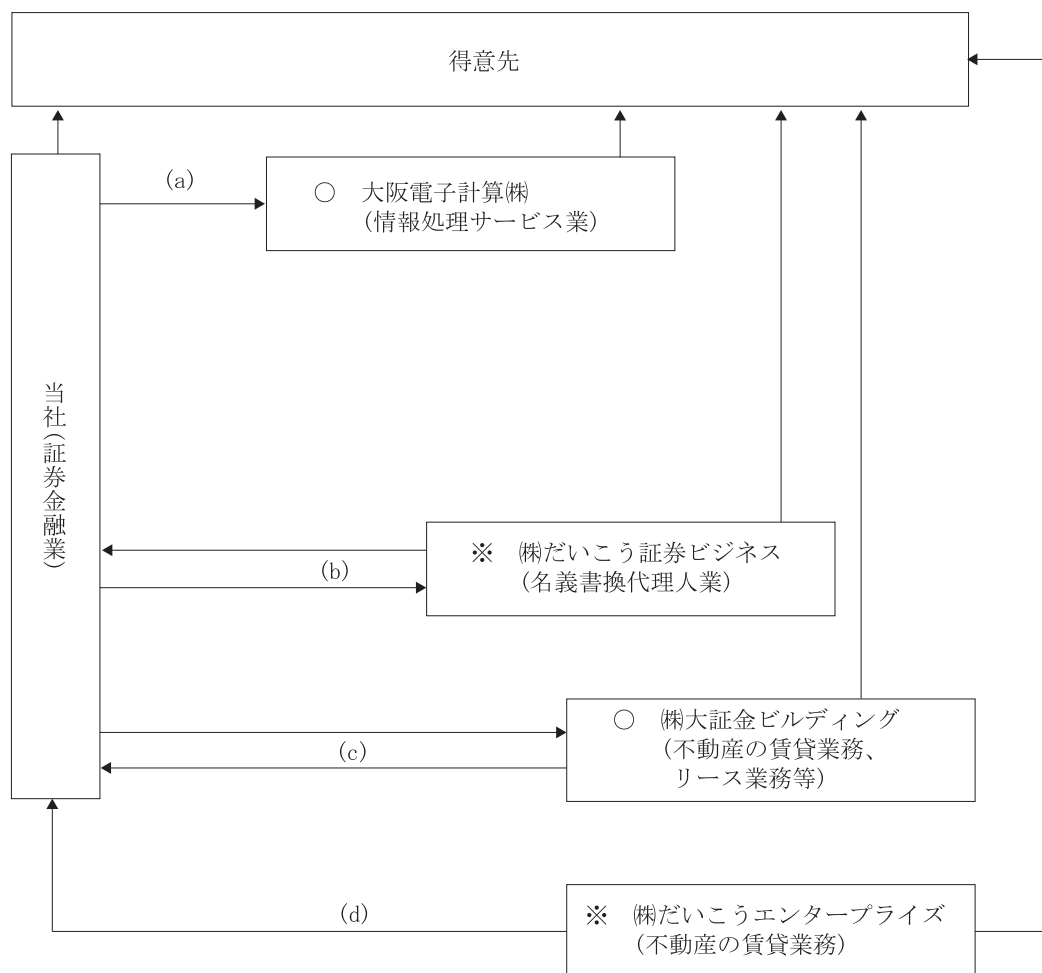 得意先
(a)
○ 大阪電子計算㈱
(情報処理サービス業)
当社(証券金融業)
※ ㈱だいこう証券ビジネス
(名義書換代理人業)
(b)
○ ㈱大証金ビルディング
(不動産の賃貸業務、
リース業務等)
(c)
※ ㈱だいこうエンタープライズ
(不動産の賃貸業務)
(d)